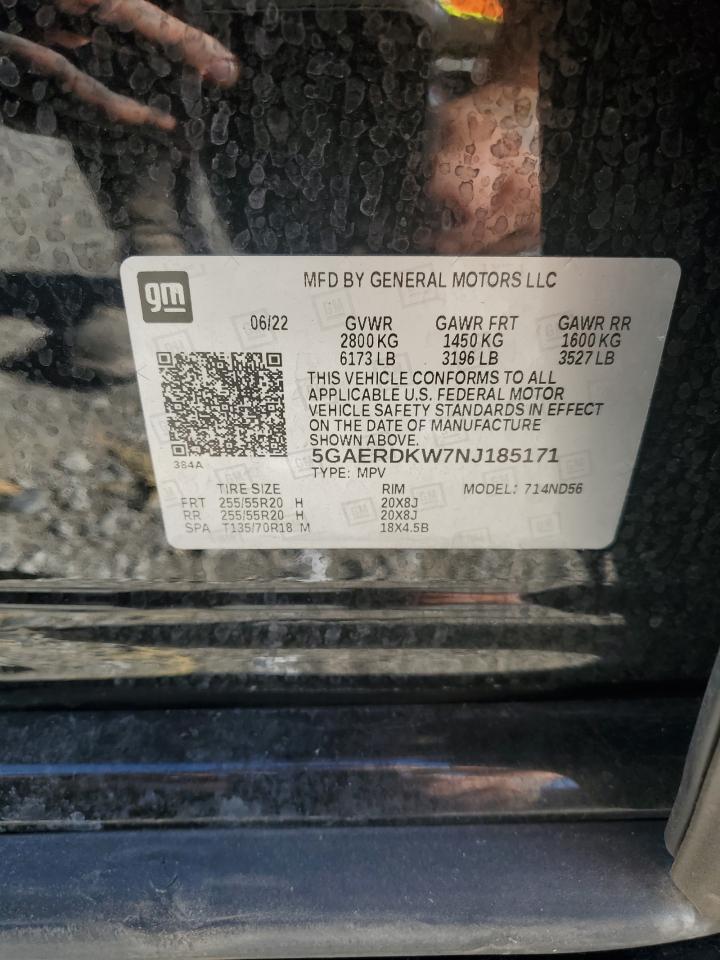 gm
MFD BY GENERAL MOTORS LLC
06/22 GVWR GAWR FRT GAWR RR
2800 KG 1450 KG 1600 KG
6173 LB 3196 LB 3527 LB
THIS VEHICLE CONFORMS TO ALL
APPLICABLE U.S. FEDERAL MOTOR
VEHICLE SAFETY STANDARDS IN EFFECT
ON THE DATE OF MANUFACTURE
SHOWN ABOVE.
5GAERDKW7NJ185171
384A
TYPE: MPV
TIRE SIZE RIM MODEL: 714ND56
FRT 255/55R20 H 20X8J
RR 255/55R20 H 20X8J
SPA T135/70R18 M 18X4.5B